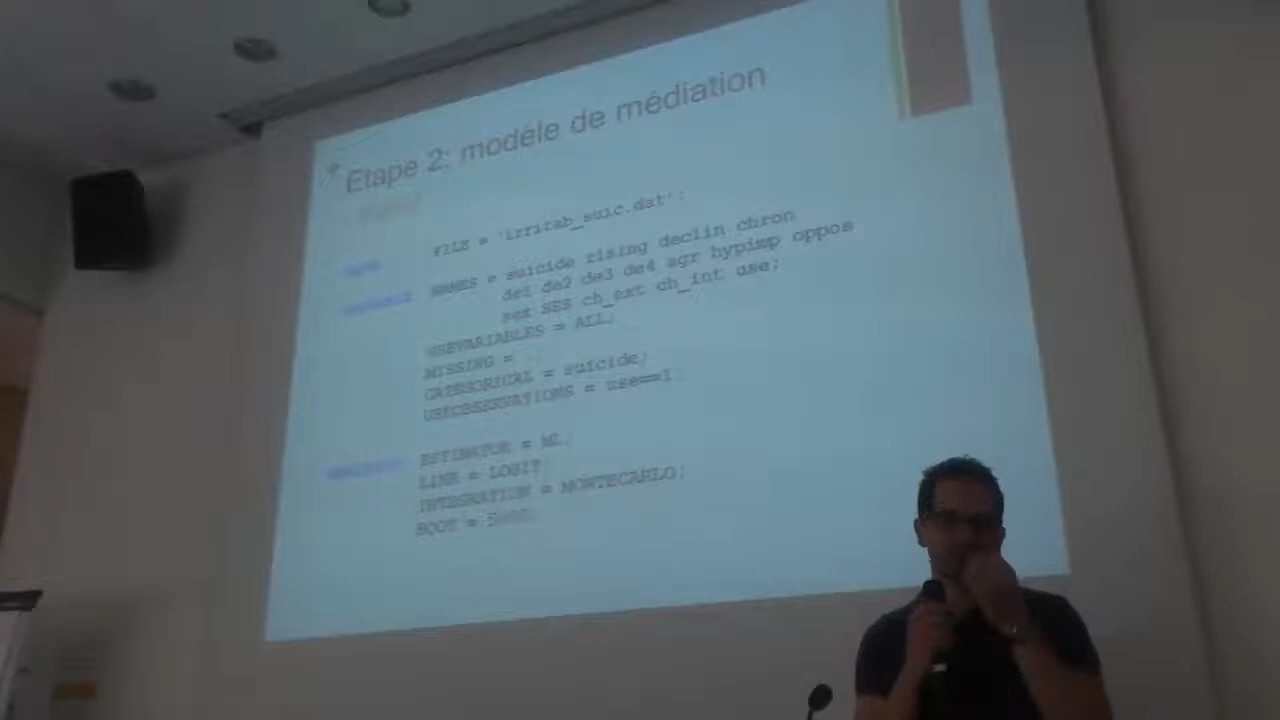 Etape 2: modèle de médiation
FILE = 'irritab_suic.dat';
NAMES = suicide rising declin chron
de1 de2 de3 de4 agr hypimp oppos
sex SES ch_ext ch_int use;
USEVARIABLES = ALL;
MISSING =
CATEGORICAL = suicide;
USEOBSERVATIONS = use==1;
ESTIMATOR = ML;
LINK = LOGIT;
INTEGRATION = MONTECARLO;
BOOT =